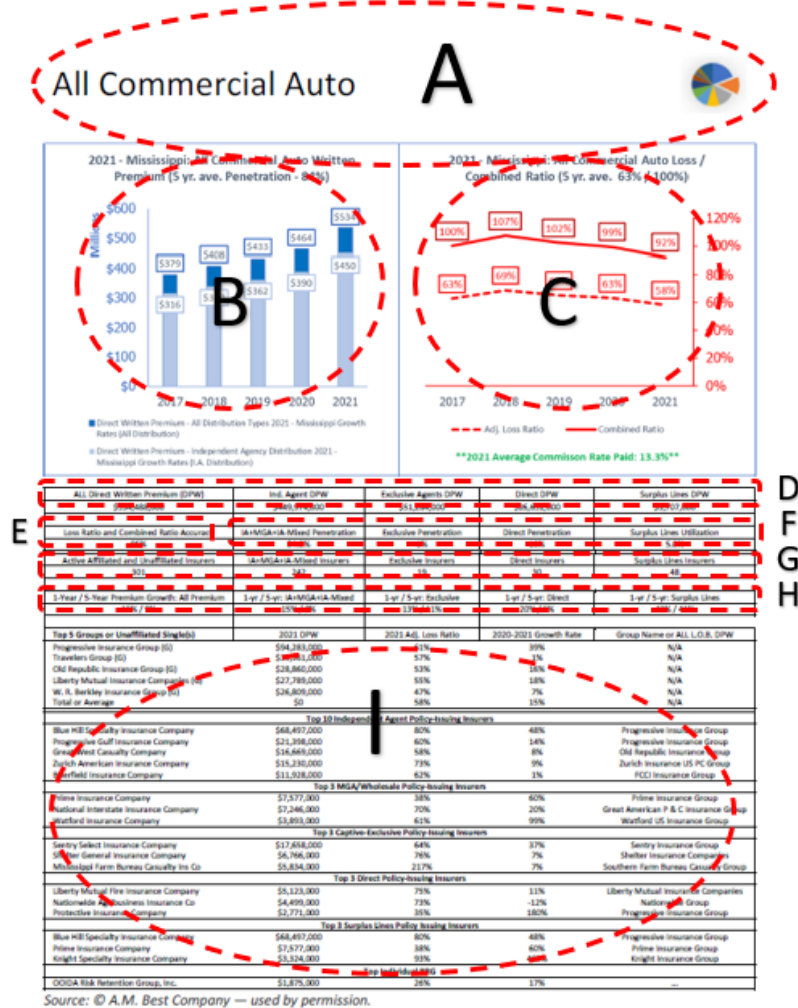 All Commercial Auto
A
2021 - Mississippi: All Commercial Auto Written Premium (5 yr. ave. Penetration - 84%)
Millions
$600
$500
$400
$300
$200
$100
$0
$379
$408
$433
$464
$534
$316
$362
$390
$450
B
2017 2018 2019 2020 2021
Direct Written Premium - All Distribution Types 2021 - Mississippi Growth Rates (All Distribution)
Direct Written Premium - Independent Agency Distribution 2021 - Mississippi Growth Rates (I.A. Distribution)
2021 - Mississippi: All Commercial Auto Loss / Combined Ratio (5 yr. ave. 63% / 100%)
120%
100%
80%
60%
40%
20%
0%
100% 107% 102% 99% 92%
63% 69% 63% 58%
C
2017 2018 2019 2020 2021
Adj. Loss Ratio Combined Ratio
**2021 Average Commisson Rate Paid: 13.3%**
ALL Direct Written Premium (DPW) Ind. Agent DPW Exclusive Agents DPW Direct DPW Surplus Lines DPW
D
E
Loss Ratio and Combined Ratio IA+MGA+IA-Mixed Penetration Exclusive Penetration Direct Penetration Surplus Lines Utilization
F
Active Affiliated and Unaffiliated Insurers IA+MGA+IA-Mixed Insurers Exclusive Insurers Direct Insurers Surplus Lines Insurers
G
1-Year / 5-Year Premium Growth: All Premium 1-yr / 5-yr: IA+MGA+IA-Mixed 1-yr / 5-yr: Exclusive 1-yr / 5-yr: Direct 1-yr / 5-yr: Surplus Lines
H
Top 5 Groups or Unaffiliated Single(s) 2021 DPW 2021 Adj. Loss Ratio 2020-2021 Growth Rate Group Name or ALL L.O.B. DPW
Progressive Insurance Group (G) $94,283,000 39% N/A
Travelers Group (G) 57% 1% N/A
Old Republic Insurance Group (G) $28,860,000 53% 16% N/A
Liberty Mutual Insurance Companies (G) $27,789,000 55% 18% N/A
W. R. Berkley Insurance Group (G) $26,809,000 47% 7% N/A
Total or Average $0 58% 15% N/A
I
Top 10 Independent Agent Policy-Issuing Insurers
Blue Hill Specialty Insurance Company $68,497,000 80% 48% Progressive Insurance Group
Progressive Gulf Insurance Company $21,398,000 60% 14% Progressive Insurance Group
Great West Casualty Company $16,669,000 58% 8% Old Republic Insurance Group
Zurich American Insurance Company $15,230,000 73% 9% Zurich Insurance US PC Group
Brierfield Insurance Company $11,928,000 62% 1% FCCI Insurance Group
Top 3 MGA/Wholesale Policy-Issuing Insurers
Prime Insurance Company $7,577,000 38% 60% Prime Insurance Group
National Interstate Insurance Company $7,246,000 70% 20% Great American P & C Insurance Group
Watford Insurance Company $3,893,000 61% 99% Watford US Insurance Group
Top 3 Captive-Exclusive Policy-Issuing Insurers
Sentry Select Insurance Company $17,658,000 64% 37% Sentry Insurance Group
Shelter General Insurance Company $6,766,000 76% 7% Shelter Insurance Companies
Mississippi Farm Bureau Casualty Ins Co $5,834,000 217% 7% Southern Farm Bureau Casualty Group
Top 3 Direct Policy-Issuing Insurers
Liberty Mutual Fire Insurance Company $5,123,000 75% 11% Liberty Mutual Insurance Companies
Nationwide Agribusiness Insurance Co $4,499,000 73% -12% Nationwide Group
Protective Insurance Company $2,771,000 35% 180% Progressive Insurance Group
Top 3 Surplus Lines Policy Issuing Insurers
Blue Hill Specialty Insurance Company $68,497,000 80% 48% Progressive Insurance Group
Prime Insurance Company $7,577,000 38% 60% Prime Insurance Group
Knight Specialty Insurance Company $3,324,000 93% Knight Insurance Group
Top Individual RRG
OOIDA Risk Retention Group, Inc. $1,875,000 26% 17% ...
Source: © A.M. Best Company — used by permission.